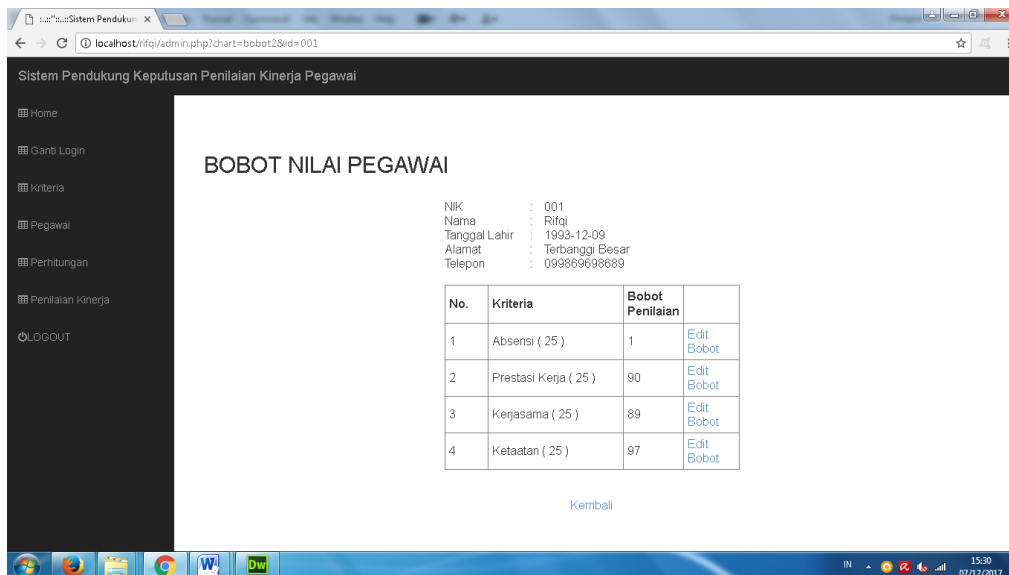 :..::"::..::Sistem Pendukun
localhost/rifqi/admin.php?chart=bobot2&id=001
Sistem Pendukung Keputusan Penilaian Kinerja Pegawai
Home
Ganti Login
Kriteria
Pegawai
Perhitungan
Penilaian Kinerja
LOGOUT
BOBOT NILAI PEGAWAI
NIK : 001
Nama : Rifqi
Tanggal Lahir : 1993-12-09
Alamat : Terbanggi Besar
Telepon : 099869698689
No. Kriteria Bobot Penilaian
1 Absensi ( 25 ) 1 Edit Bobot
2 Prestasi Kerja ( 25 ) 90 Edit Bobot
3 Kerjasama ( 25 ) 89 Edit Bobot
4 Ketaatan ( 25 ) 97 Edit Bobot
Kembali
W
Dw
IN
15:30
07/12/2017